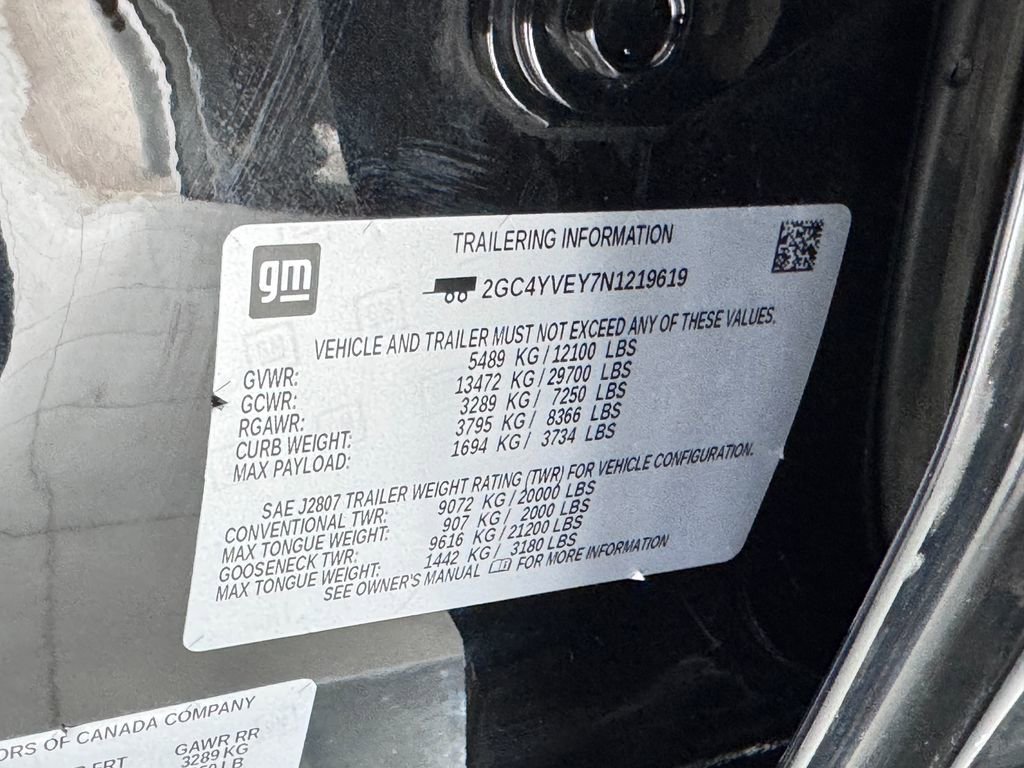 gm
TRAILERING INFORMATION
2GC4YVEY7N1219619
VEHICLE AND TRAILER MUST NOT EXCEED ANY OF THESE VALUES.
GVWR: 5489 KG / 12100 LBS
GCWR: 13472 KG / 29700 LBS
RGAWR: 3289 KG / 7250 LBS
CURB WEIGHT: 3795 KG / 8366 LBS
MAX PAYLOAD: 1694 KG / 3734 LBS
SAE J2807 TRAILER WEIGHT RATING (TWR) FOR VEHICLE CONFIGURATION.
CONVENTIONAL TWR: 9072 KG / 20000 LBS
MAX TONGUE WEIGHT: 907 KG / 2000 LBS
GOOSENECK TWR: 9616 KG / 21200 LBS
MAX TONGUE WEIGHT: 1442 KG / 3180 LBS
SEE OWNER'S MANUAL FOR MORE INFORMATION
ORS OF CANADA COMPANY
FRT GAWR RR
3289 KG
LB